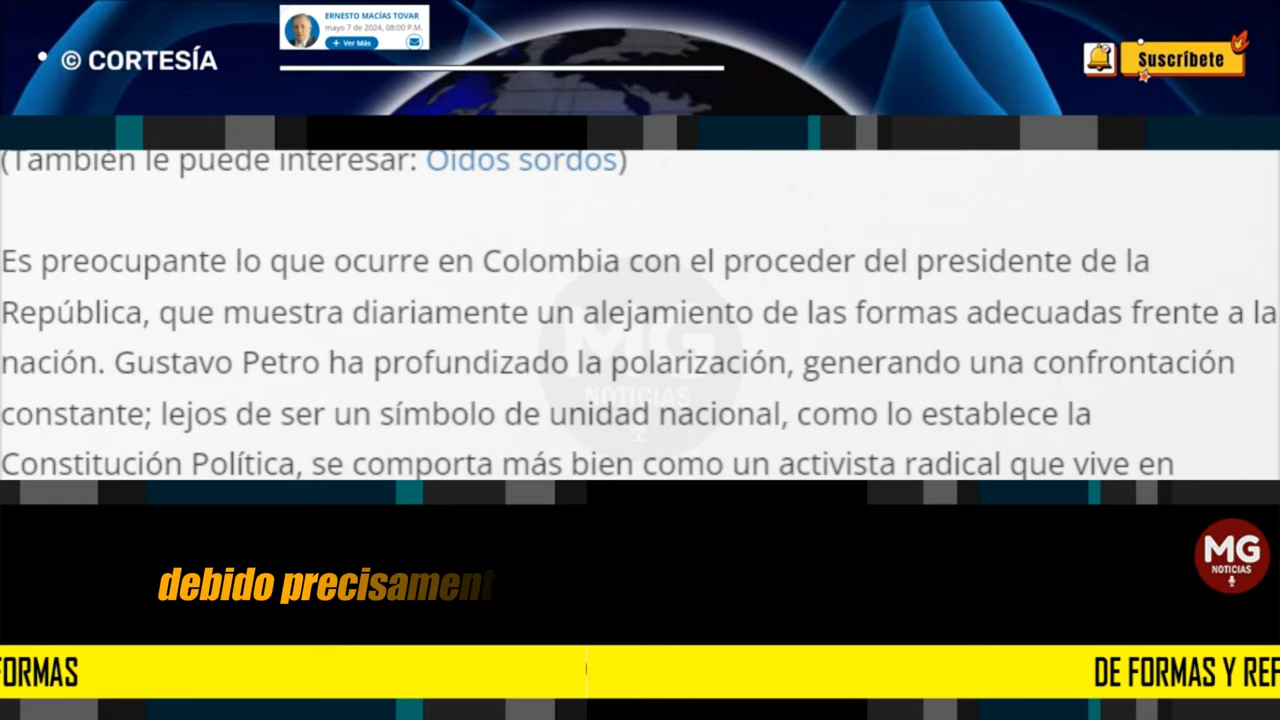 © CORTESÍA
ERNESTO MACÍAS TOVAR
mayo 7 de 2024, 08:00 P.M.
+ Ver Más
Suscríbete
(También le puede interesar: Oídos sordos)
Es preocupante lo que ocurre en Colombia con el proceder del presidente de la
República, que muestra diariamente un alejamiento de las formas adecuadas frente a la
nación. Gustavo Petro ha profundizado la polarización, generando una confrontación
constante; lejos de ser un símbolo de unidad nacional, como lo establece la
Constitución Política, se comporta más bien como un activista radical que vive en
MG
NOTICIAS
debido precisament
MG
NOTICIAS
FORMAS
DE FORMAS Y REF